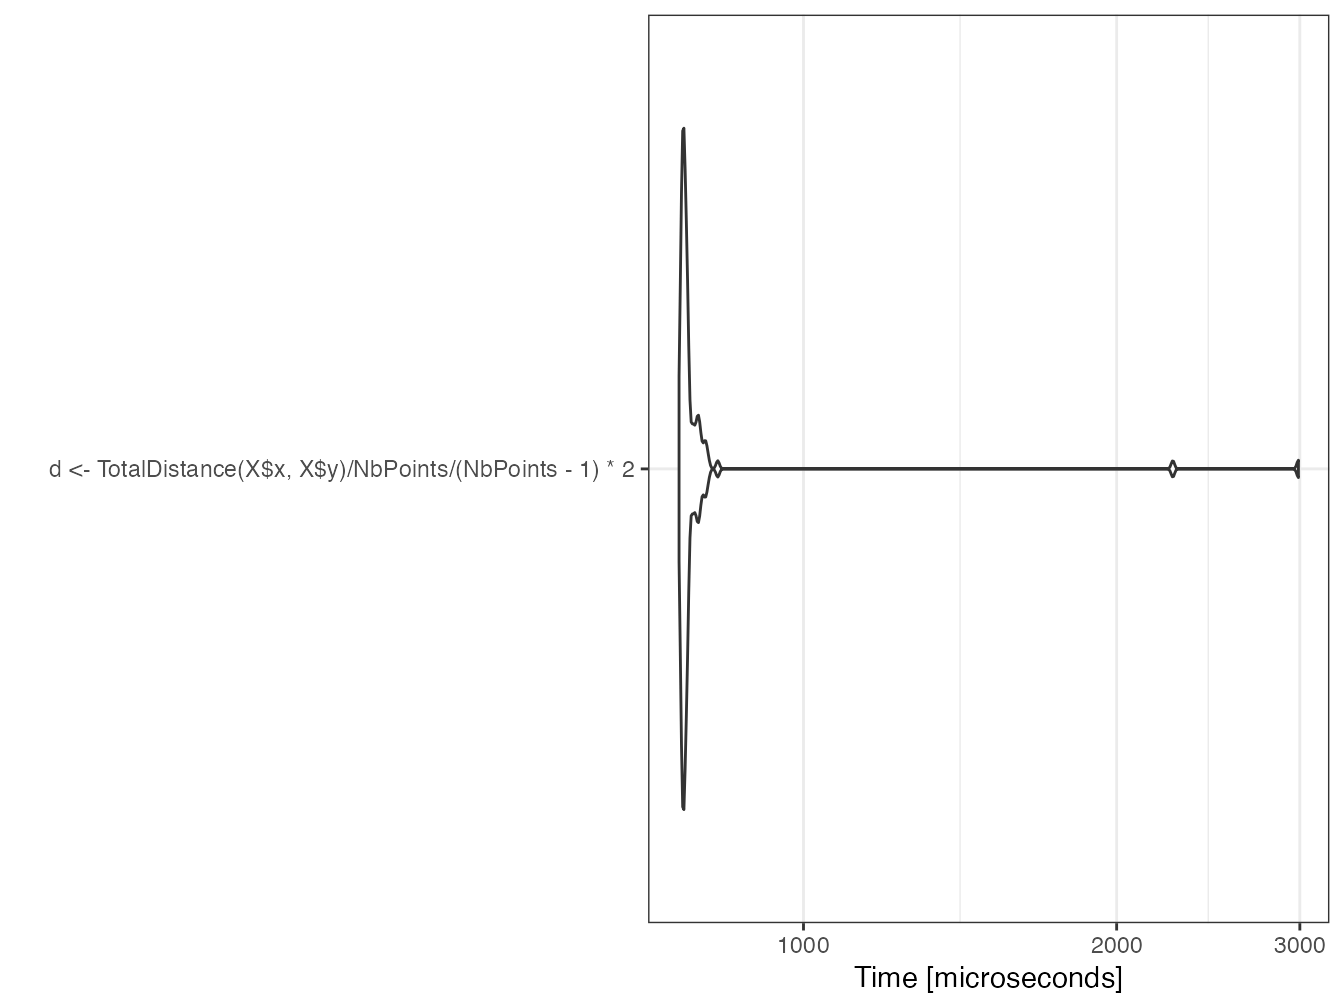 d <- TotalDistance(X$x, X$y)/NbPoints/(NbPoints - 1) * 2
1000 2000 3000
Time [microseconds]